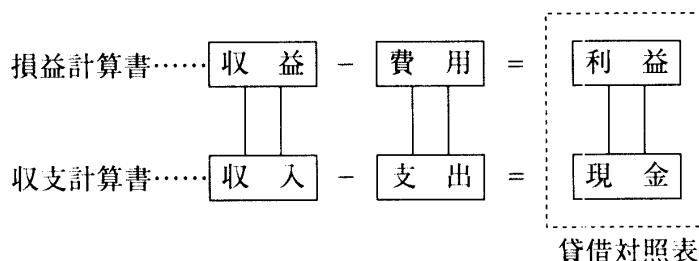 損益計算書……収 益 － 費 用 ＝ 利 益
収支計算書……収 入 － 支 出 ＝ 現 金
貸借対照表